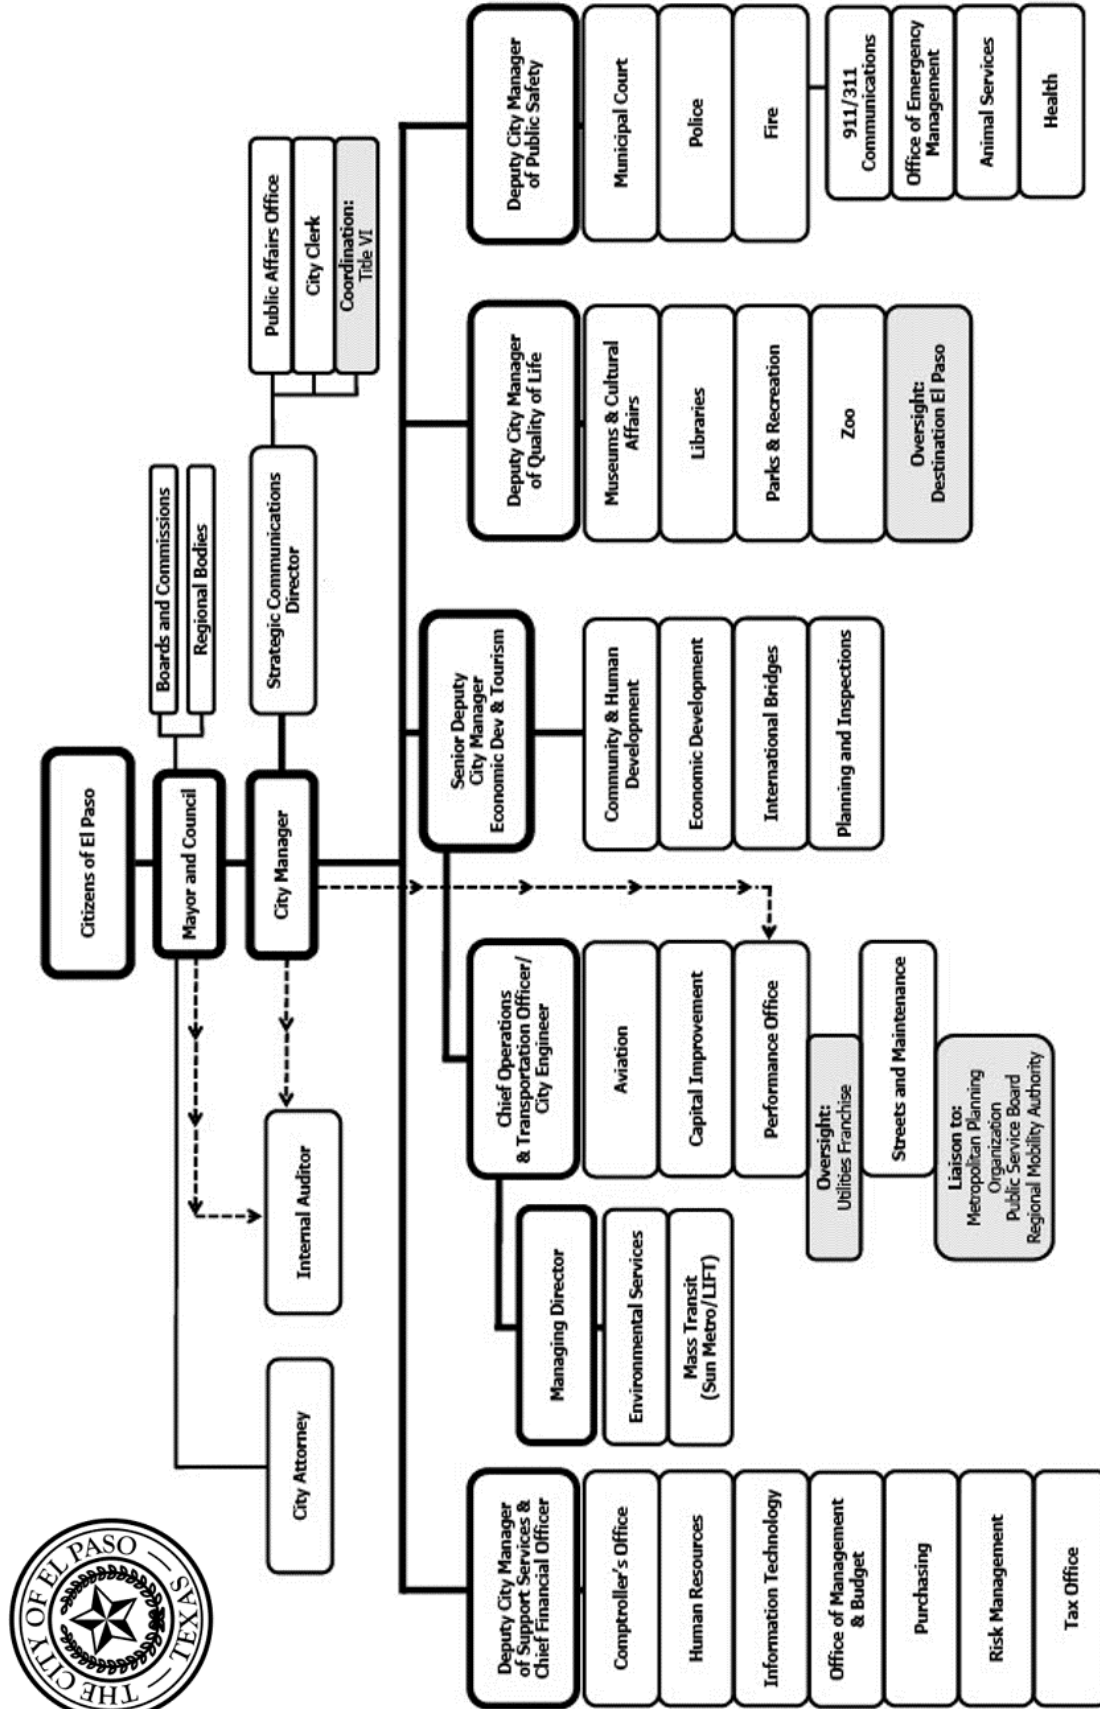 THE CITY OF EL PASO — TEXAS —
Citizens of El Paso
Mayor and Council
Boards and Commissions
Regional Bodies
City Manager
Strategic Communications
Director
Public Affairs Office
City Clerk
Coordination:
Title VI
City Attorney
Internal Auditor
Deputy City Manager
of Support Services &
Chief Financial Officer
Comptroller's Office
Human Resources
Information Technology
Office of Management
& Budget
Purchasing
Risk Management
Tax Office
Managing Director
Environmental Services
Mass Transit
(Sun Metro/LIFT)
Chief Operations
& Transportation Officer/
City Engineer
Aviation
Capital Improvement
Performance Office
Oversight:
Utilities Franchise
Streets and Maintenance
Liaison to:
Metropolitan Planning
Organization
Public Service Board
Regional Mobility Authority
Senior Deputy
City Manager
Economic Dev & Tourism
Community & Human
Development
Economic Development
International Bridges
Planning and Inspections
Deputy City Manager
of Quality of Life
Museums & Cultural
Affairs
Libraries
Parks & Recreation
Zoo
Oversight:
Destination El Paso
Deputy City Manager
of Public Safety
Municipal Court
Police
Fire
911/311
Communications
Office of Emergency
Management
Animal Services
Health